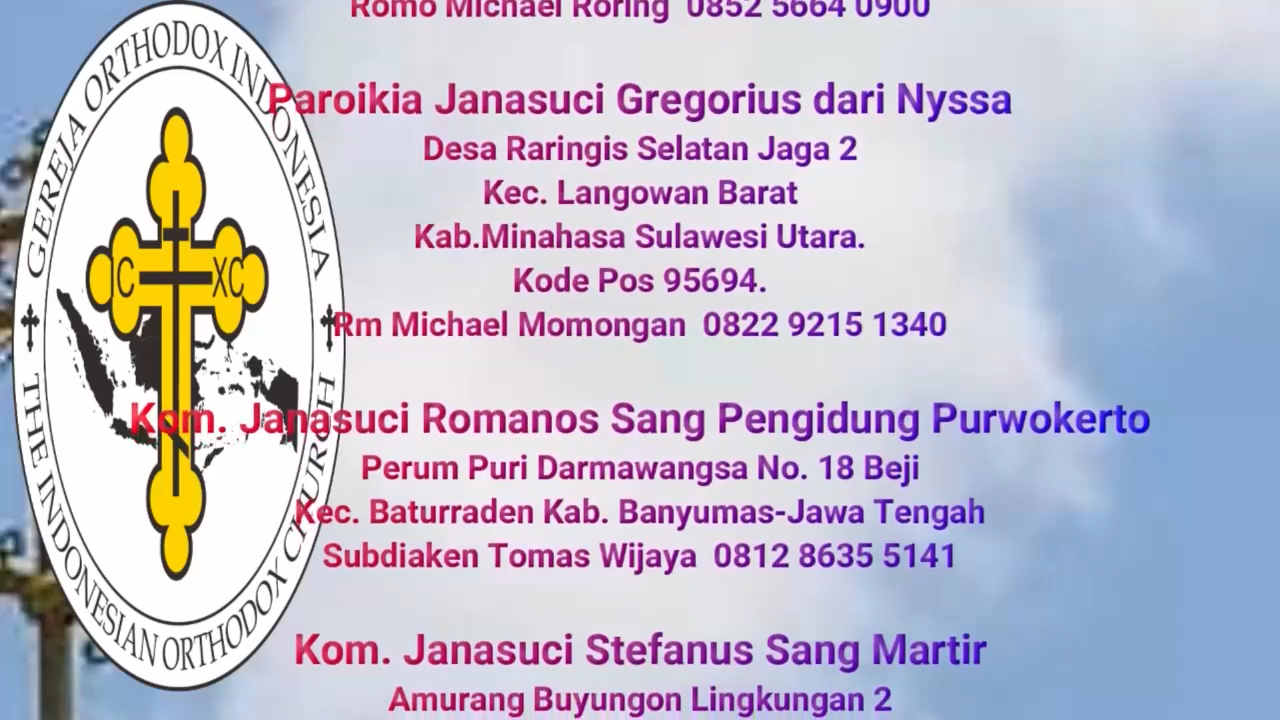 Romo Michael Roring 0852 5664 0900
Paroikia Janasuci Gregorius dari Nyssa
Desa Raringis Selatan Jaga 2
Kec. Langowan Barat
Kab.Minahasa Sulawesi Utara.
Kode Pos 95694.
Rm Michael Momongan 0822 9215 1340
Kom. Janasuci Romanos Sang Pengidung Purwokerto
Perum Puri Darmawangsa No. 18 Beji
Kec. Baturraden Kab. Banyumas-Jawa Tengah
Subdiaken Tomas Wijaya 0812 8635 5141
Kom. Janasuci Stefanus Sang Martir
Amurang Buyungon Lingkungan 2
GEREJA ORTHODOX INDONESIA
THE INDONESIAN ORTHODOX CHURCH
C XC